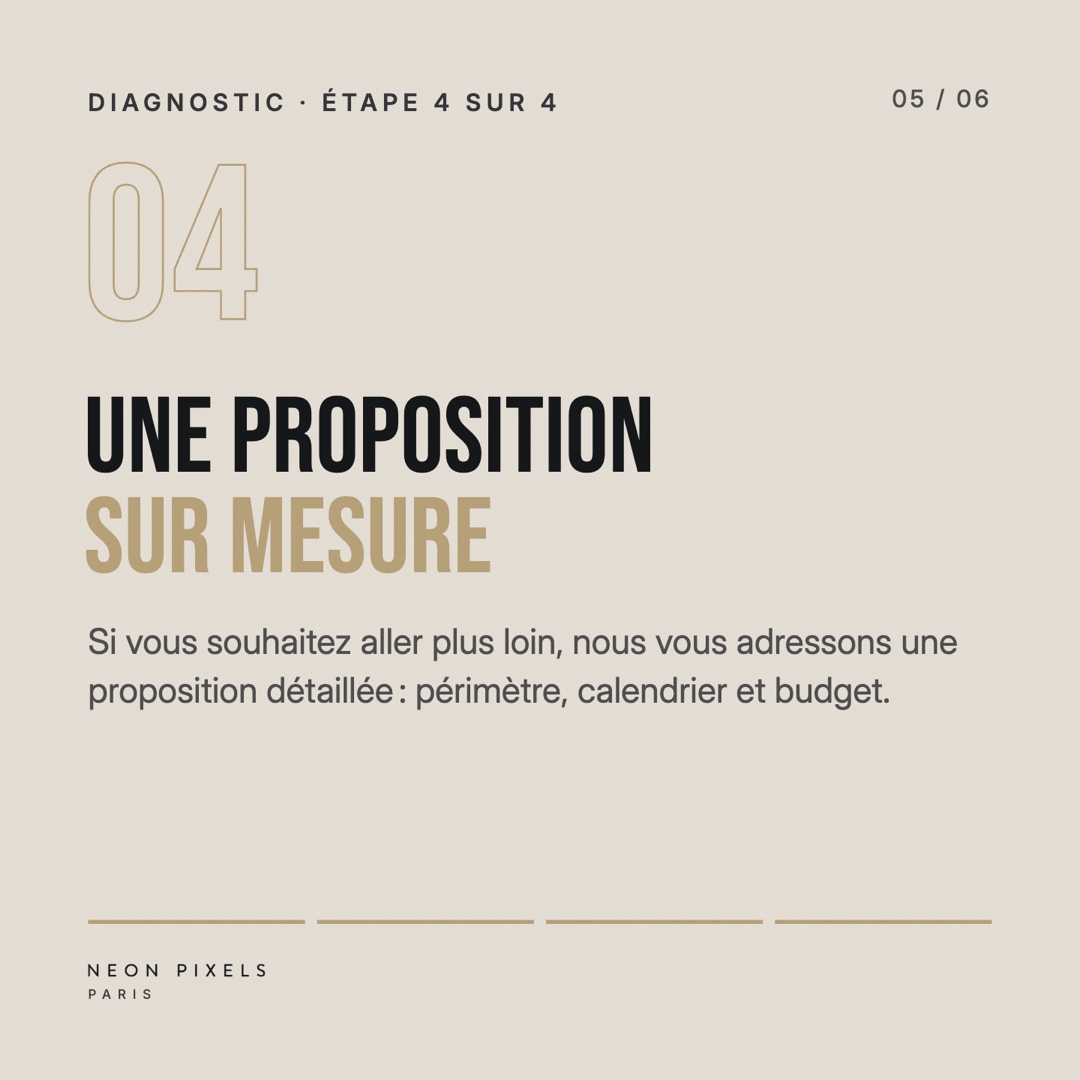 DIAGNOSTIC · ÉTAPE 4 SUR 4
05 / 06
04
UNE PROPOSITION
SUR MESURE
Si vous souhaitez aller plus loin, nous vous adressons une
proposition détaillée : périmètre, calendrier et budget.
NEON PIXELS
PARIS